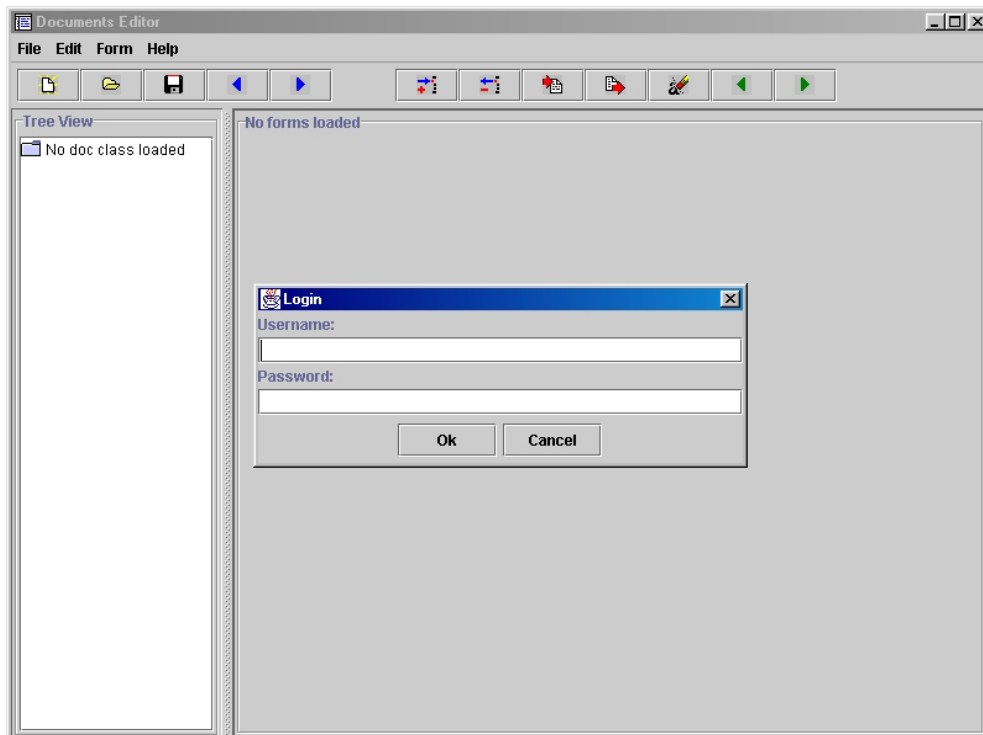 Documents Editor
File Edit Form Help
Tree View
No doc class loaded
No forms loaded
Login
Username:
Password:
Ok Cancel